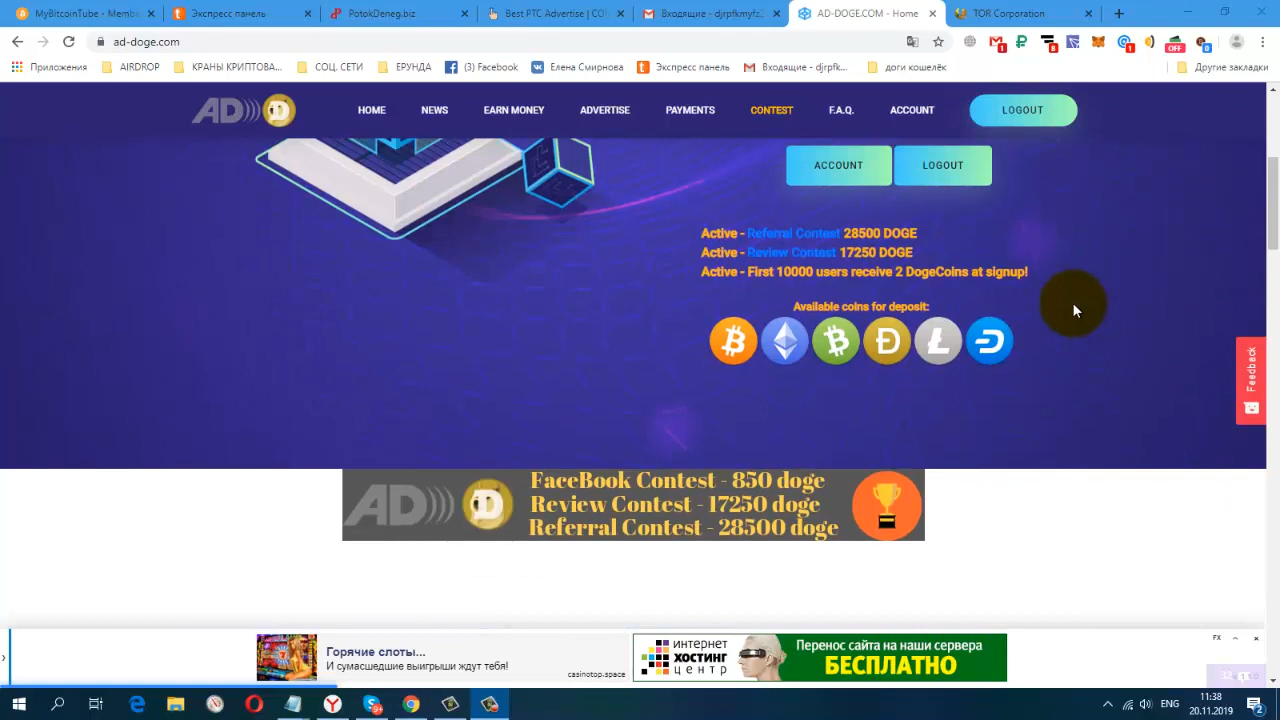 MyBitcoinTube - Memb
Экспресс панель
PotokDeneg.biz
Best PTC Advertise | CO
Входящие - djrpfkmyfz3
AD-DOGE.COM - Home
TOR Corporation
ad-doge.com
Приложения
AIRDROP
КРАНЫ КРИПТОВА...
СОЦ. СЕТИ
ЕРУНДА
(3) Facebook
Елена Смирнова
Экспресс панель
Входящие - djrpfk...
доги кошелёк
Другие закладки
AD
HOME
NEWS
EARN MONEY
ADVERTISE
PAYMENTS
CONTEST
F.A.Q.
ACCOUNT
LOGOUT
ACCOUNT
LOGOUT
Active - Referral Contest 28500 DOGE
Active - Review Contest 17250 DOGE
Active - First 10000 users receive 2 DogeCoins at signup!
Available coins for deposit:
Feedback
AD
FaceBook Contest - 850 doge
Review Contest - 17250 doge
Referral Contest - 28500 doge
Горячие слоты...
И сумасшедшие выигрыши ждут тебя!
casinotop.space
ИНТЕРНЕТ
ХОСТИНГ
ЦЕНТР
Перенос сайта на наши сервера
БЕСПЛАТНО
FX
ENG
11:38
20.11.2019